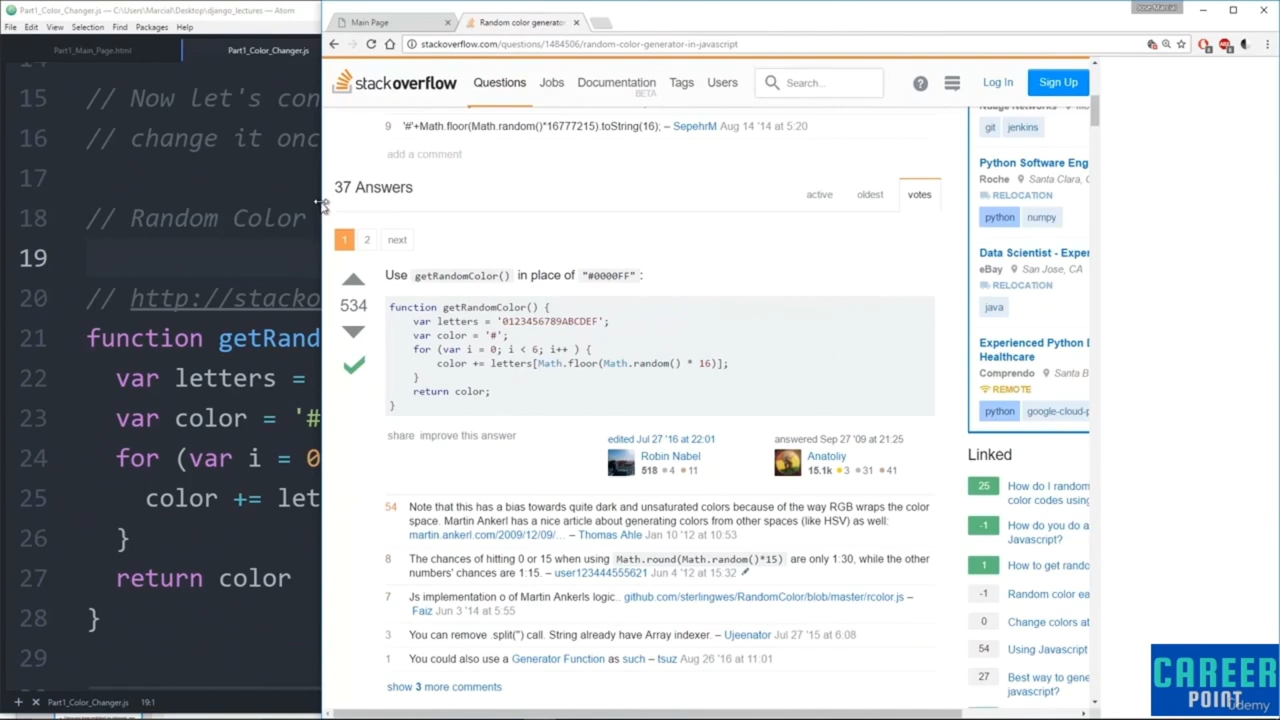 Part1_Color_Changer.js — C:\Users\Marcial\Desktop\django_lectures — Atom
File Edit View Selection Find Packages Help
Part1_Main_Page.html
Part1_Color_Changer.js
15 // Now let's con
16 // change it onc
17
18 // Random Color
19
20 // http://stacko
21 function getRand
22 var letters =
23 var color = '#
24 for (var i = 0
25 color += let
26 }
27 return color
28 }
29
Part1_Color_Changer.js 19:1
Main Page
Random color generator
Jose Marcial
stackoverflow.com/questions/1484506/random-color-generator-in-javascript
stackoverflow
Questions Jobs Documentation Tags Users
BETA
Search...
Log In Sign Up
9 '#'+Math.floor(Math.random()*16777215).toString(16); – SepehrM Aug 14 '14 at 5:20
add a comment
37 Answers
active oldest votes
1 2 next
534
Use getRandomColor() in place of "#0000FF":
function getRandomColor() {
var letters = '0123456789ABCDEF';
var color = '#';
for (var i = 0; i < 6; i++ ) {
color += letters[Math.floor(Math.random() * 16)];
}
return color;
}
share improve this answer
edited Jul 27 '16 at 22:01
Robin Nabel
518 4 11
answered Sep 27 '09 at 21:25
Anatoliy
15.1k 3 31 41
54 Note that this has a bias towards quite dark and unsaturated colors because of the way RGB wraps the color
space. Martin Ankerl has a nice article about generating colors from other spaces (like HSV) as well:
martin.ankerl.com/2009/12/09/… – Thomas Ahle Jan 10 '12 at 10:53
8 The chances of hitting 0 or 15 when using Math.round(Math.random()*15) are only 1:30, while the other
numbers' chances are 1:15. – user123444555621 Jun 4 '12 at 15:32
7 Js implementation o of Martin Ankerls logic.. github.com/sterlingwes/RandomColor/blob/master/rcolor.js –
Faiz Jun 3 '14 at 5:55
3 You can remove .split('') call. String already have Array indexer. – Ujeenator Jul 27 '15 at 6:08
1 You could also use a Generator Function as such – tsuz Aug 26 '16 at 11:01
show 3 more comments
Nuage Networks
git jenkins
Python Software Eng
Roche Santa Clara, C
RELOCATION
python numpy
Data Scientist - Exper
eBay San Jose, CA
RELOCATION
java
Experienced Python D
Healthcare
Comprendo Santa B
REMOTE
python google-cloud-p
Linked
25 How do I random
color codes using
-1 How do you do a
Javascript?
1 How to get rando
-1 Random color ea
0 Change colors at
54 Using Javascript
27 Best way to gene
javascript?
CAREER
POINT
Udemy